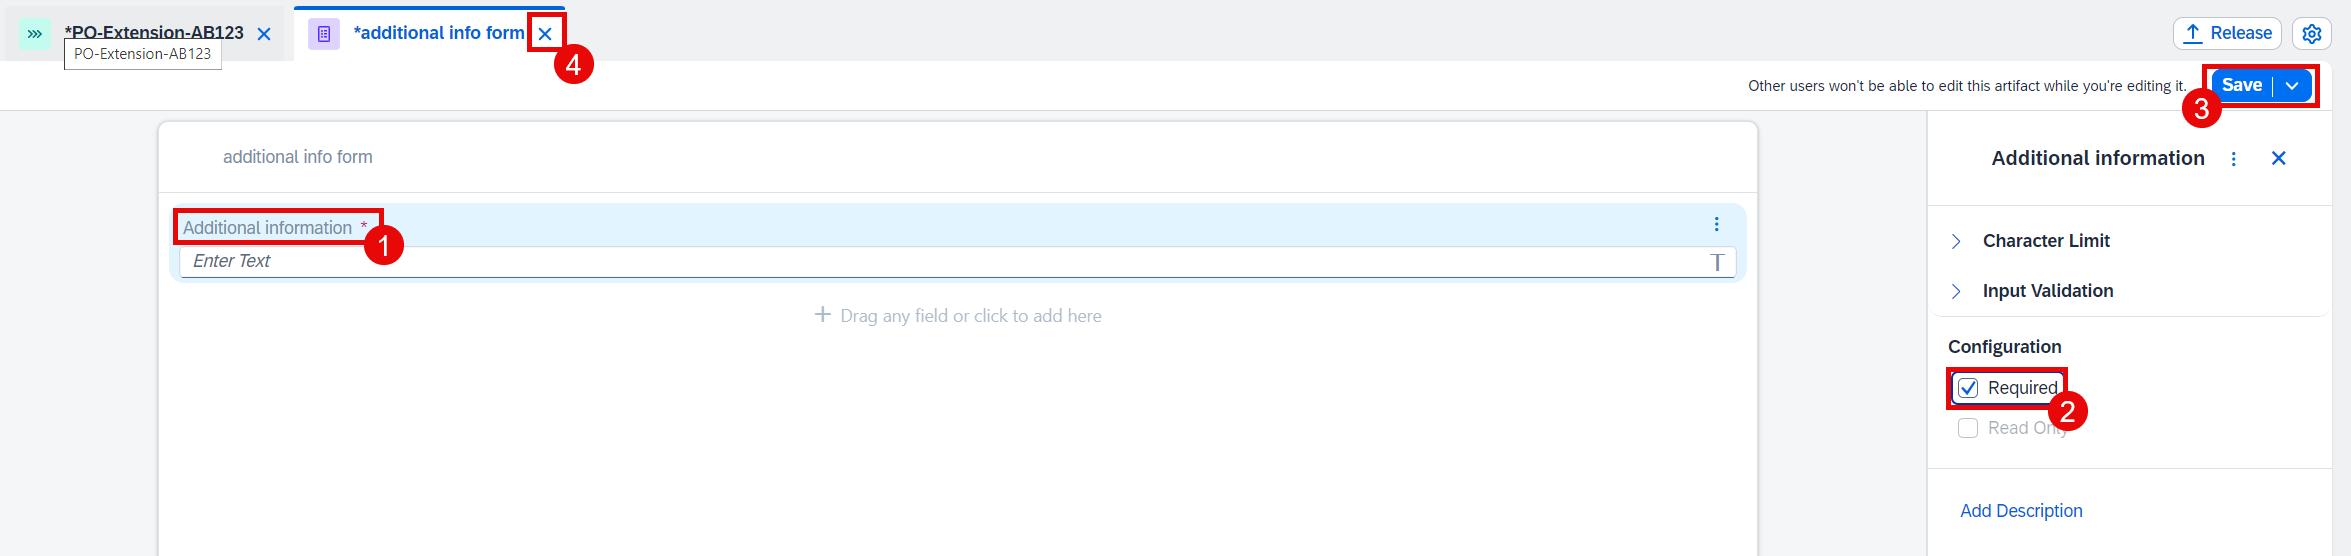 *PO-Extension-AB123
*additional info form
4
PO-Extension-AB123
Release
Other users won't be able to edit this artifact while you're editing it.
Save
3
additional info form
Additional information
Additional information *
1
Enter Text
T
Character Limit
Input Validation
Drag any field or click to add here
Configuration
Required
2
Read Only
Add Description